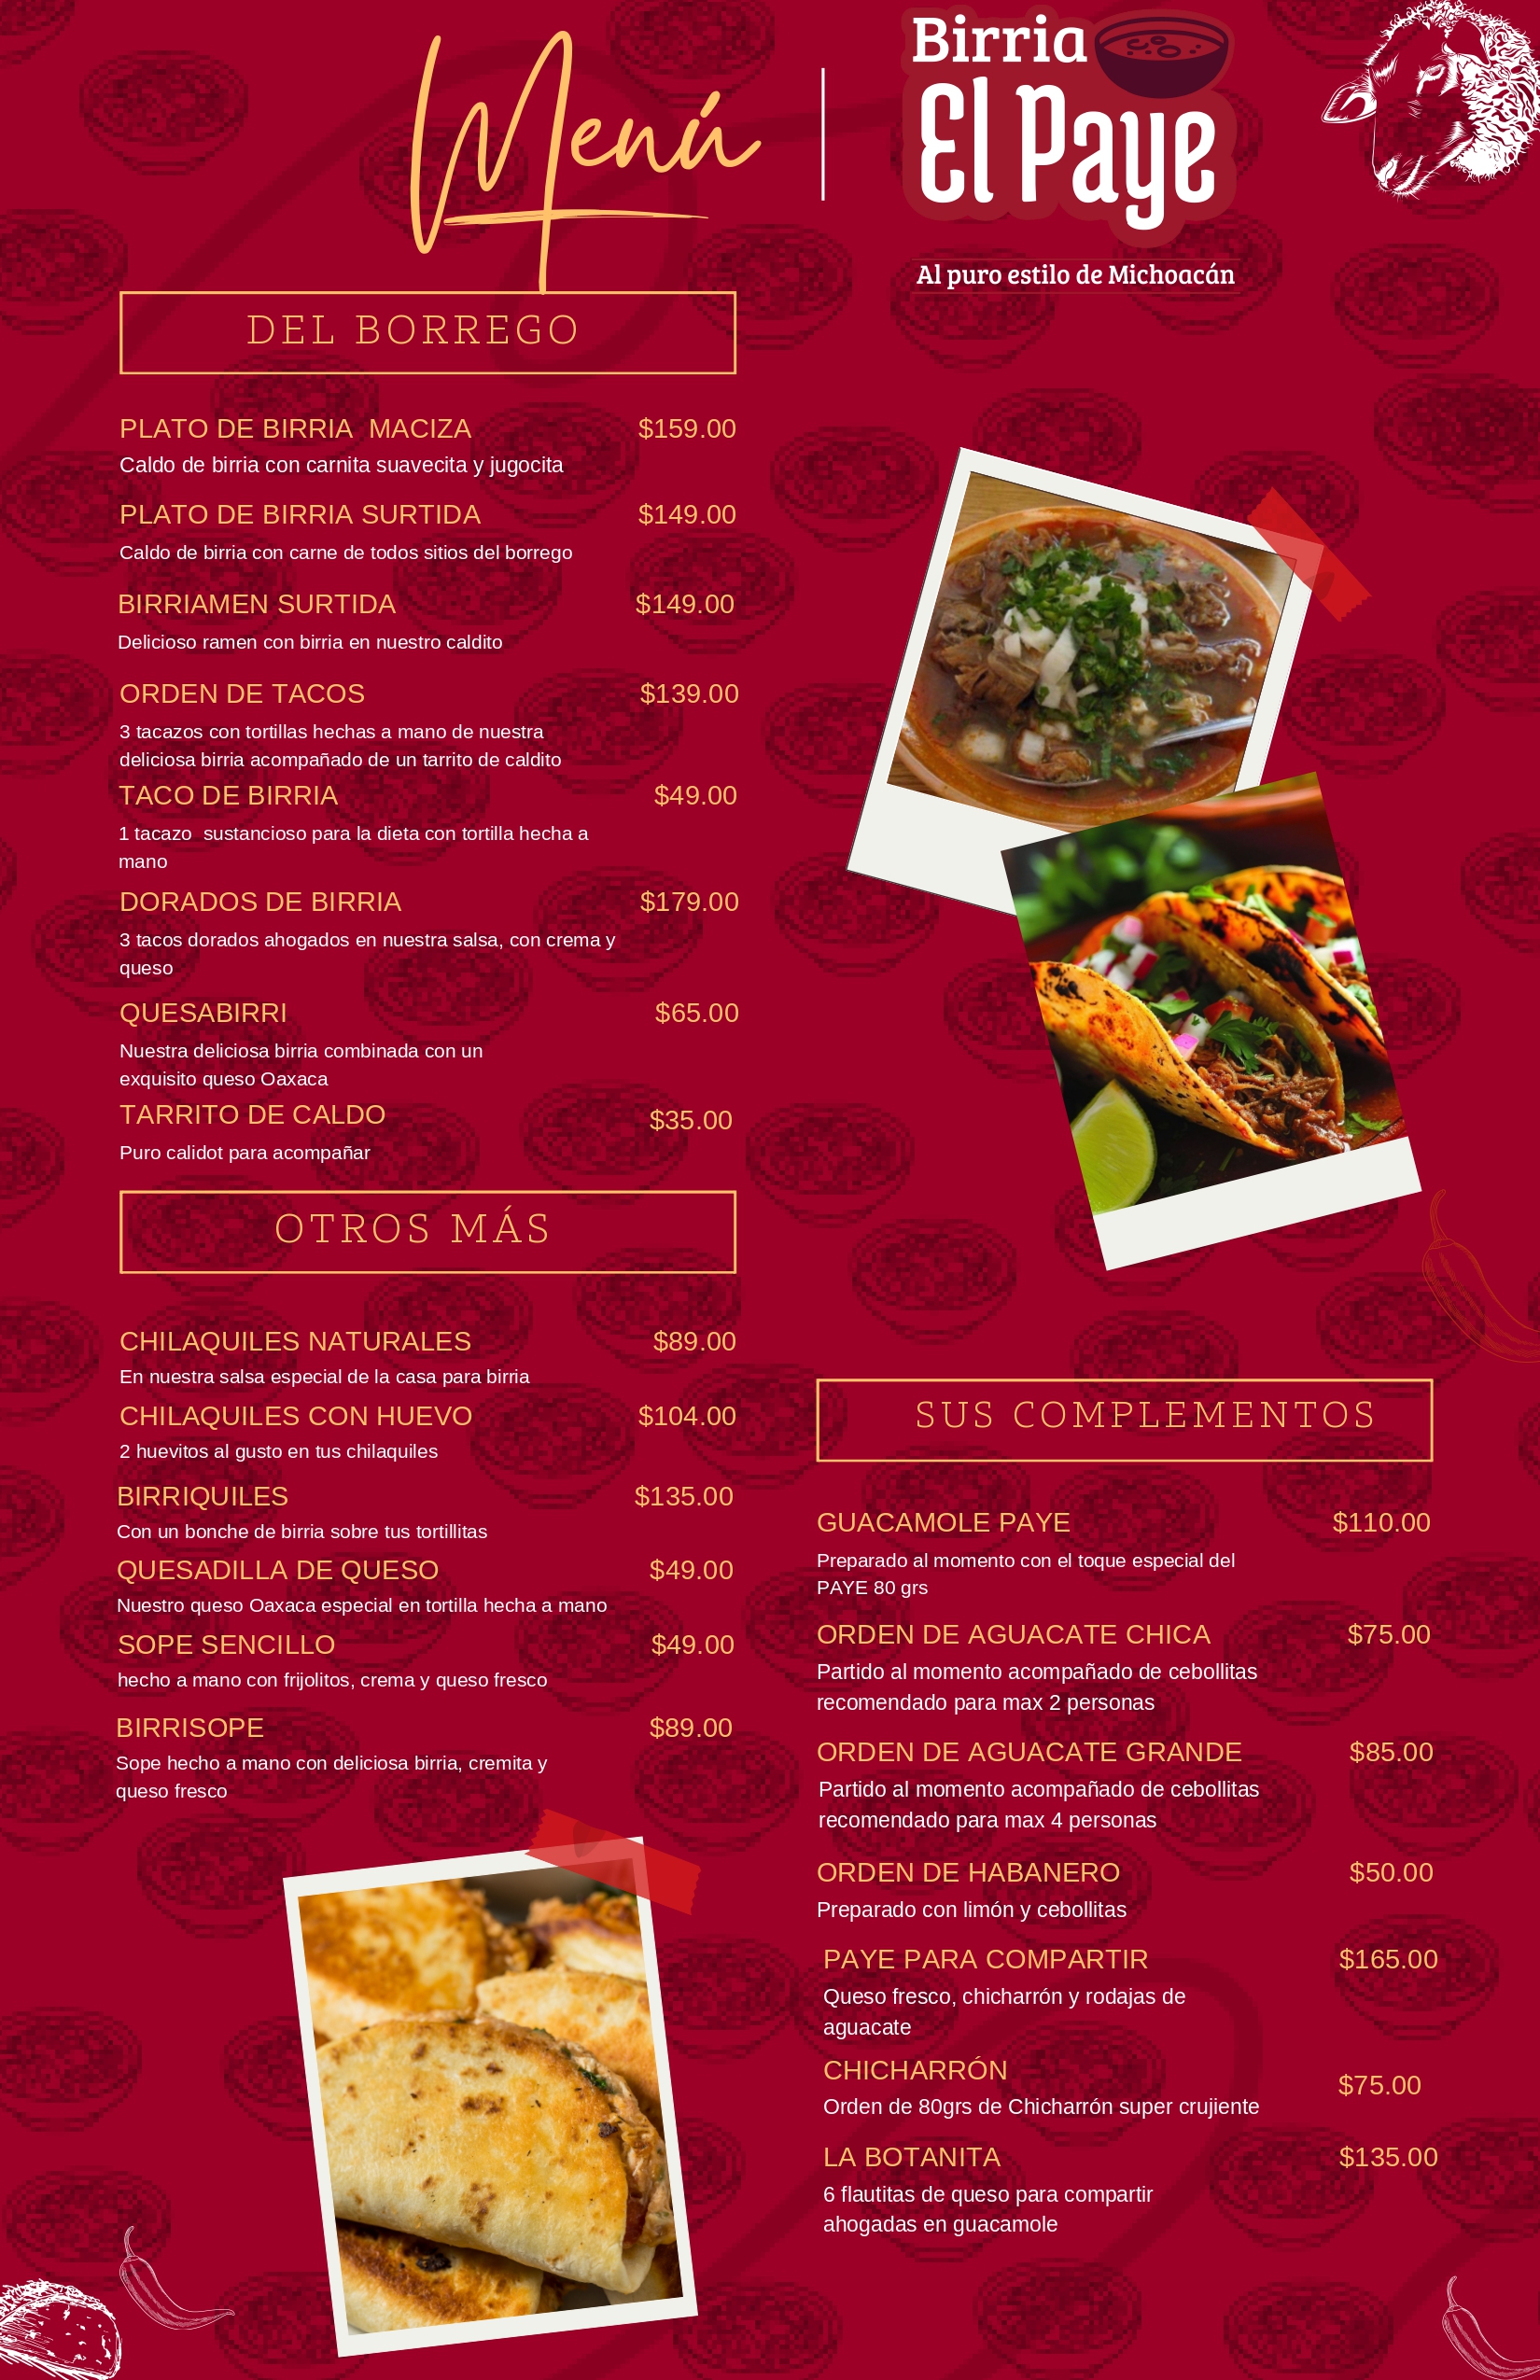 Menú
Birria
El Paye
Al puro estilo de Michoacán
DEL BORREGO
PLATO DE BIRRIA  MACIZA $159.00
Caldo de birria con carnita suavecita y jugocita
PLATO DE BIRRIA SURTIDA $149.00
Caldo de birria con carne de todos sitios del borrego
BIRRIAMEN SURTIDA $149.00
Delicioso ramen con birria en nuestro caldito
ORDEN DE TACOS $139.00
3 tacazos con tortillas hechas a mano de nuestra
deliciosa birria acompañado de un tarrito de caldito
TACO DE BIRRIA $49.00
1 tacazo  sustancioso para la dieta con tortilla hecha a
mano
DORADOS DE BIRRIA $179.00
3 tacos dorados ahogados en nuestra salsa, con crema y
queso
QUESABIRRI $65.00
Nuestra deliciosa birria combinada con un
exquisito queso Oaxaca
TARRITO DE CALDO $35.00
Puro calidot para acompañar
OTROS MÁS
CHILAQUILES NATURALES $89.00
En nuestra salsa especial de la casa para birria
CHILAQUILES CON HUEVO $104.00
2 huevitos al gusto en tus chilaquiles
BIRRIQUILES $135.00
Con un bonche de birria sobre tus tortillitas
QUESADILLA DE QUESO $49.00
Nuestro queso Oaxaca especial en tortilla hecha a mano
SOPE SENCILLO $49.00
hecho a mano con frijolitos, crema y queso fresco
BIRRISOPE $89.00
Sope hecho a mano con deliciosa birria, cremita y
queso fresco
SUS COMPLEMENTOS
GUACAMOLE PAYE $110.00
Preparado al momento con el toque especial del
PAYE 80 grs
ORDEN DE AGUACATE CHICA $75.00
Partido al momento acompañado de cebollitas
recomendado para max 2 personas
ORDEN DE AGUACATE GRANDE $85.00
Partido al momento acompañado de cebollitas
recomendado para max 4 personas
ORDEN DE HABANERO $50.00
Preparado con limón y cebollitas
PAYE PARA COMPARTIR $165.00
Queso fresco, chicharrón y rodajas de
aguacate
CHICHARRÓN $75.00
Orden de 80grs de Chicharrón super crujiente
LA BOTANITA $135.00
6 flautitas de queso para compartir
ahogadas en guacamole